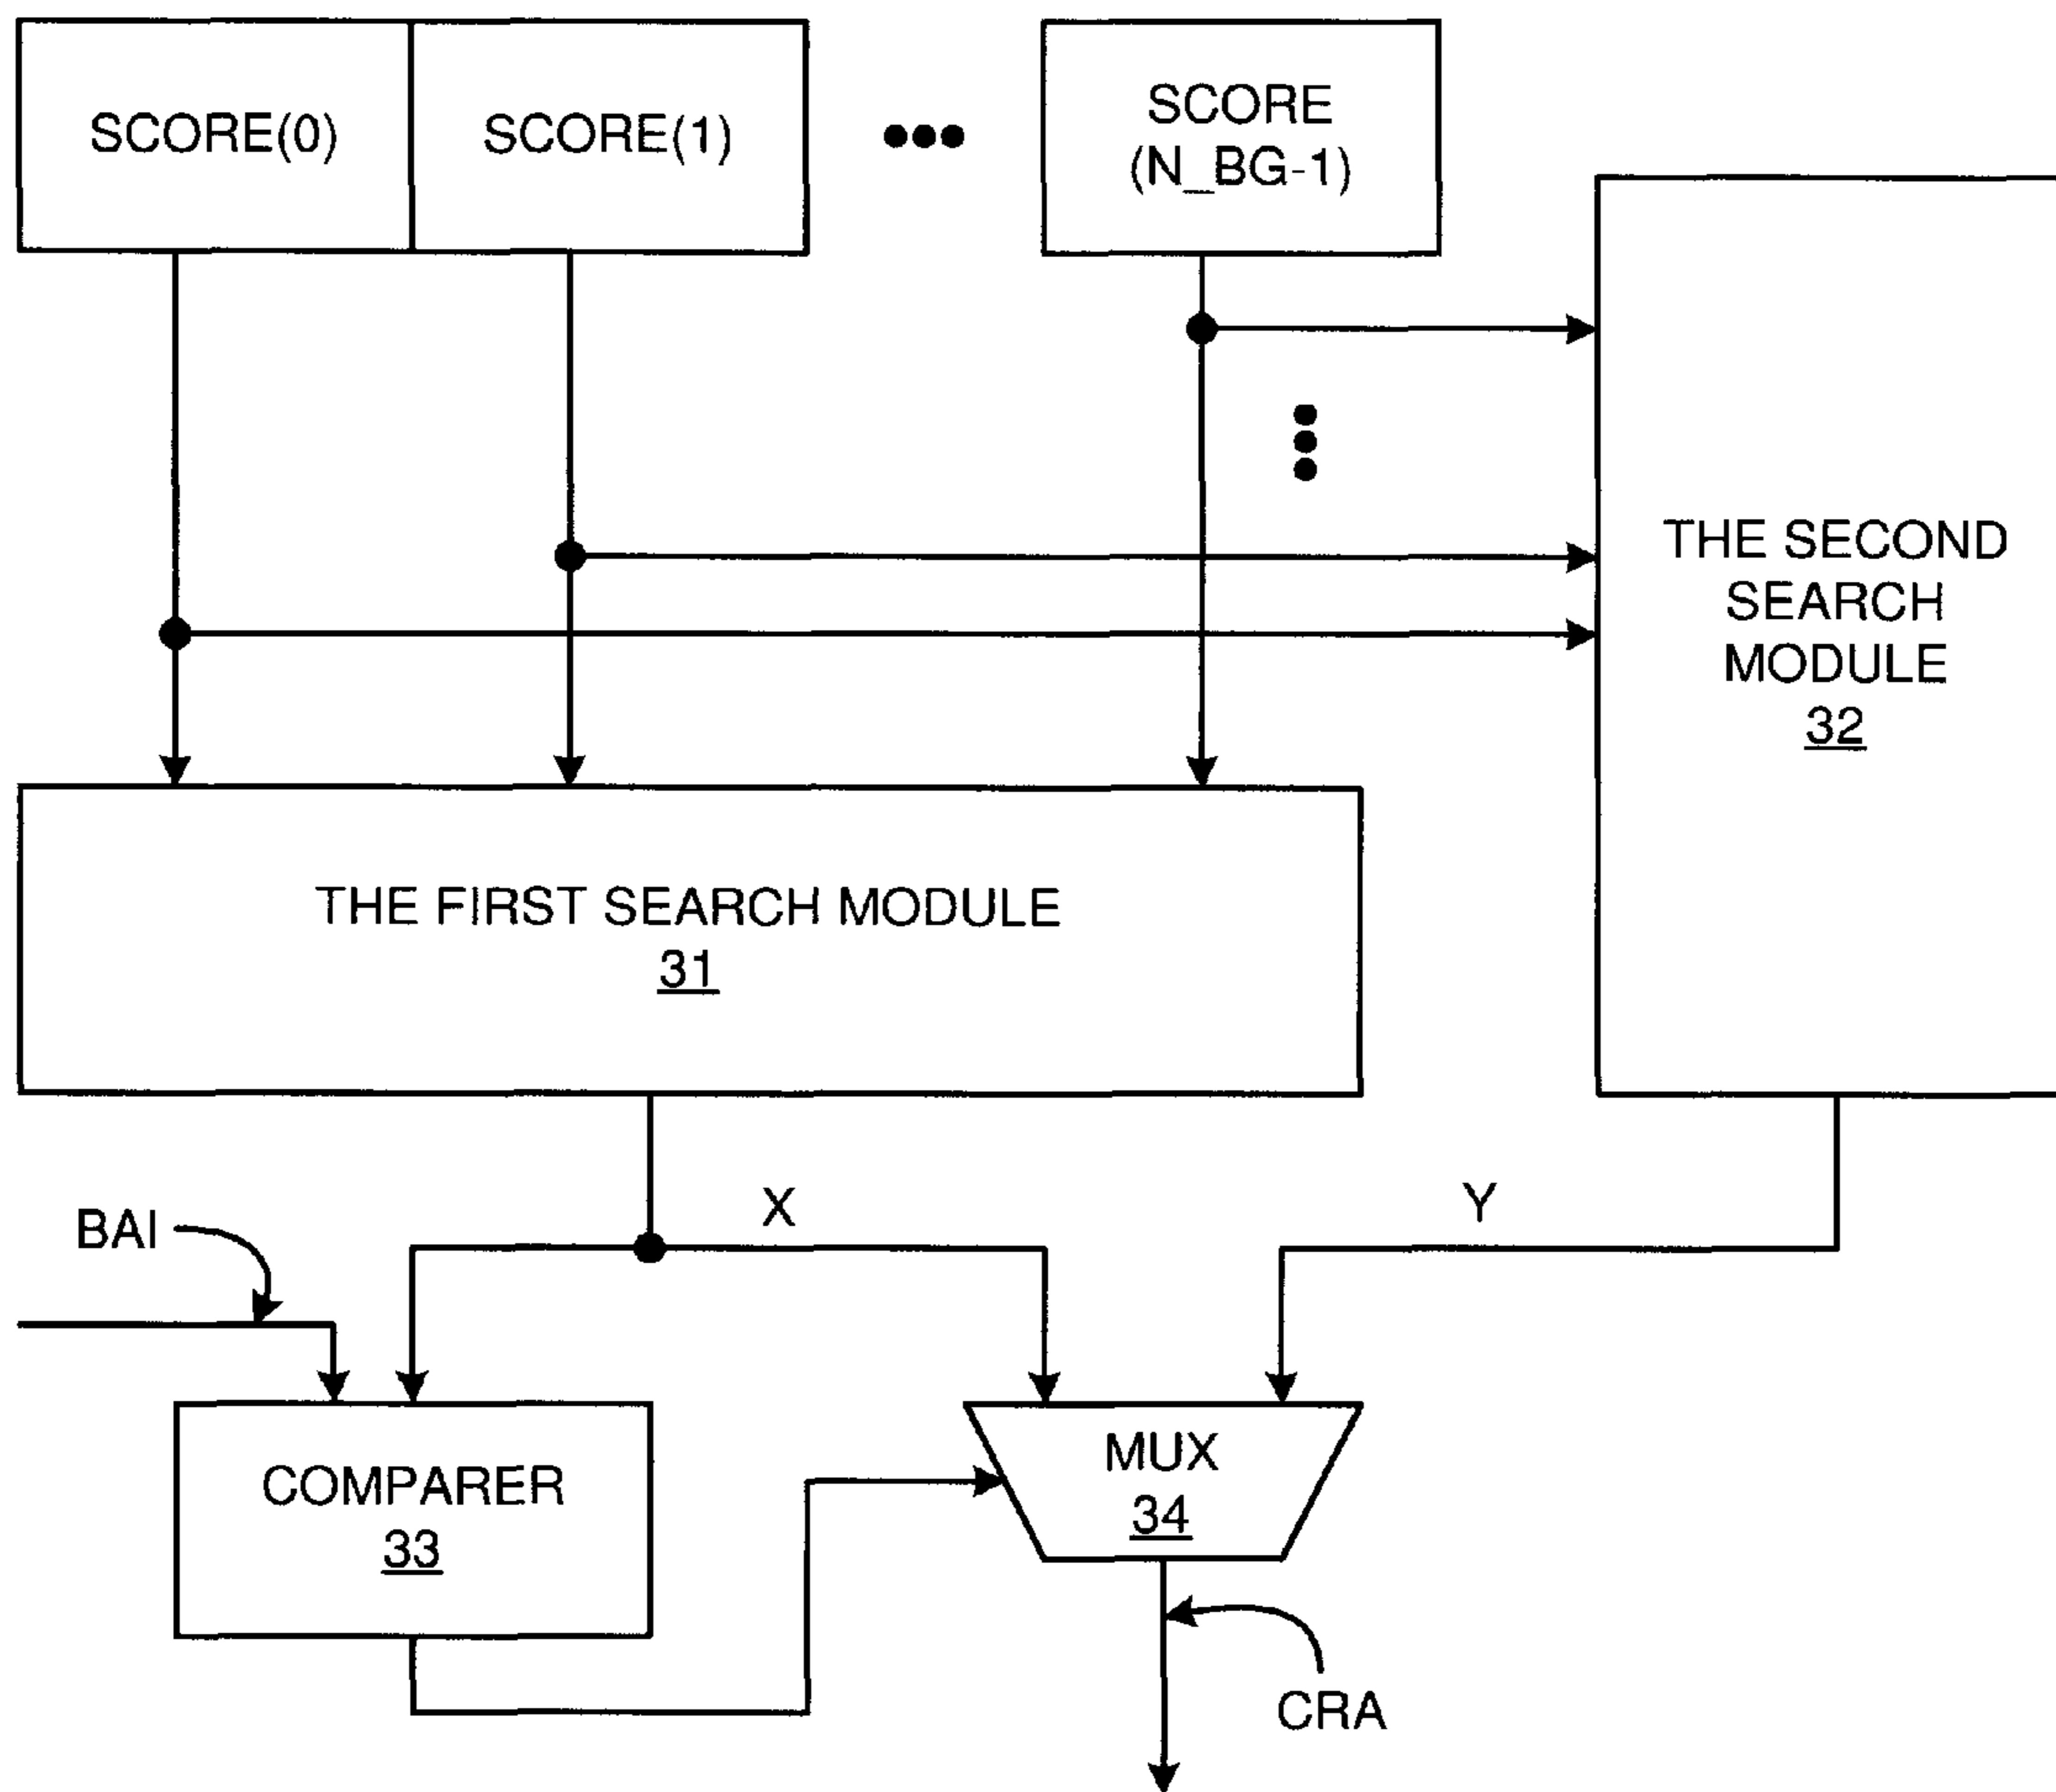 SCORE(0)
SCORE(1)
SCORE
(N_BG-1)
THE SECOND
SEARCH
MODULE
32
THE FIRST SEARCH MODULE
31
BAI
X
Y
COMPARER
33
MUX
34
CRA